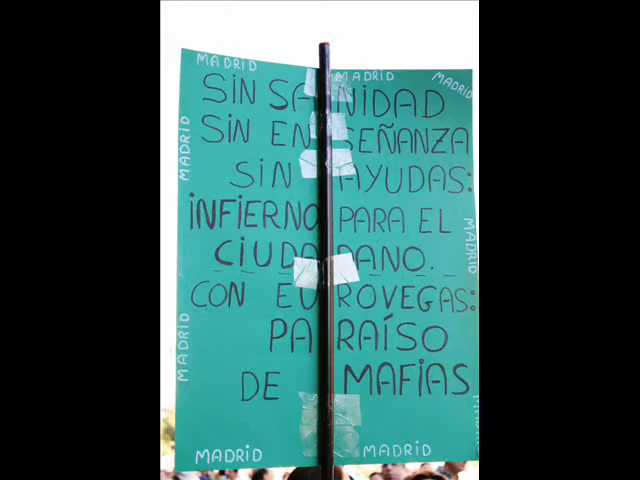 MADRID MADRID MADRID
SIN SANIDAD
SIN ENSEÑANZA
SIN AYUDAS:
INFIERNO PARA EL
CIUDADANO.
CON EUROVEGAS:
PARAÍSO
DE MAFIAS
MADRID
MADRID
MADRID
MADRID MADRID